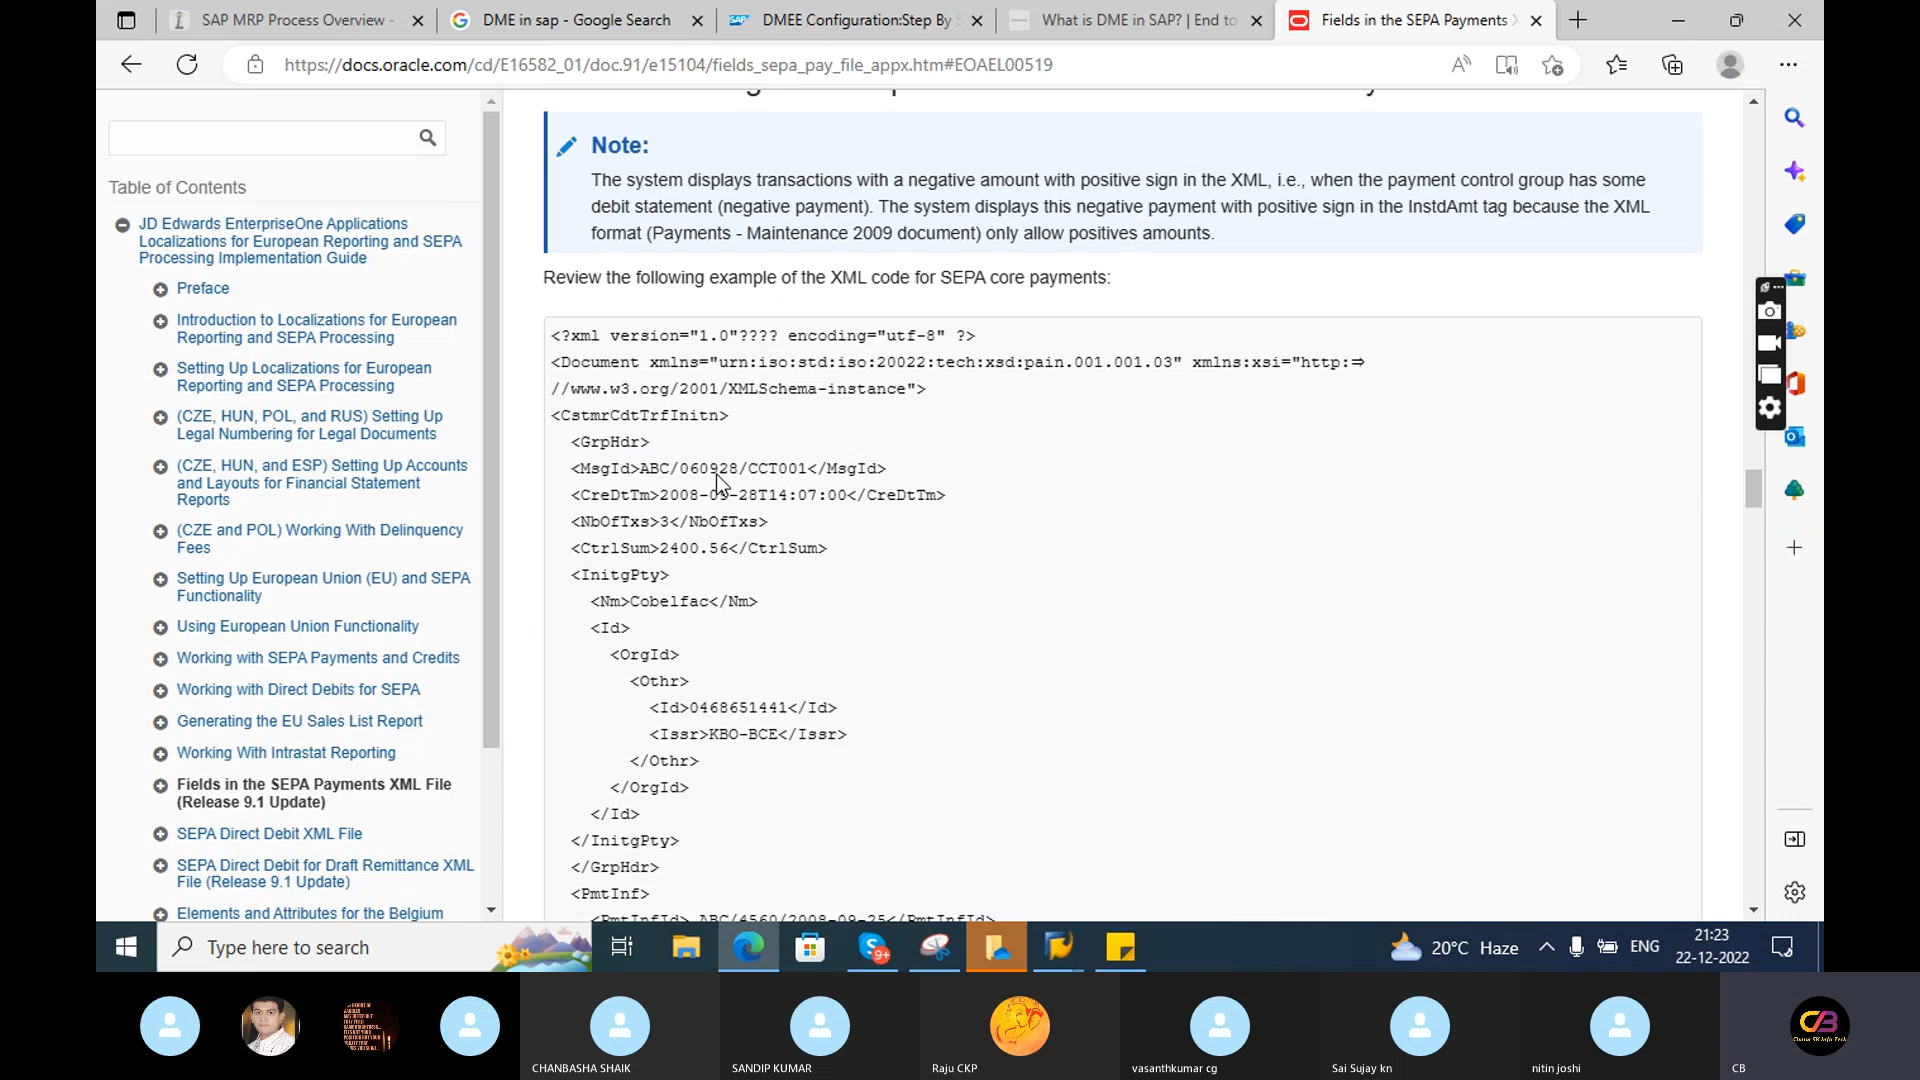 SAP MRP Process Overview -
DME in sap - Google Search
DMEE Configuration:Step By
What is DME in SAP? | End to
Fields in the SEPA Payments X
https://docs.oracle.com/cd/E16582_01/doc.91/e15104/fields_sepa_pay_file_appx.htm#EOAEL00519
Table of Contents
JD Edwards EnterpriseOne Applications
Localizations for European Reporting and SEPA
Processing Implementation Guide
Preface
Introduction to Localizations for European
Reporting and SEPA Processing
Setting Up Localizations for European
Reporting and SEPA Processing
(CZE, HUN, POL, and RUS) Setting Up
Legal Numbering for Legal Documents
(CZE, HUN, and ESP) Setting Up Accounts
and Layouts for Financial Statement
Reports
(CZE and POL) Working With Delinquency
Fees
Setting Up European Union (EU) and SEPA
Functionality
Using European Union Functionality
Working with SEPA Payments and Credits
Working with Direct Debits for SEPA
Generating the EU Sales List Report
Working With Intrastat Reporting
Fields in the SEPA Payments XML File
(Release 9.1 Update)
SEPA Direct Debit XML File
SEPA Direct Debit for Draft Remittance XML
File (Release 9.1 Update)
Elements and Attributes for the Belgium
Note:
The system displays transactions with a negative amount with positive sign in the XML, i.e., when the payment control group has some
debit statement (negative payment). The system displays this negative payment with positive sign in the InstdAmt tag because the XML
format (Payments - Maintenance 2009 document) only allow positives amounts.
Review the following example of the XML code for SEPA core payments:
<?xml version="1.0"???? encoding="utf-8" ?>
<Document xmlns="urn:iso:std:iso:20022:tech:xsd:pain.001.001.03" xmlns:xsi="http:⇒
//www.w3.org/2001/XMLSchema-instance">
<CstmrCdtTrfInitn>
<GrpHdr>
<MsgId>ABC/060928/CCT001</MsgId>
<CreDtTm>2008-09-28T14:07:00</CreDtTm>
<NbOfTxs>3</NbOfTxs>
<CtrlSum>2400.56</CtrlSum>
<InitgPty>
<Nm>Cobelfac</Nm>
<Id>
<OrgId>
<Othr>
<Id>0468651441</Id>
<Issr>KBO-BCE</Issr>
</Othr>
</OrgId>
</Id>
</InitgPty>
</GrpHdr>
<PmtInf>
<PmtInfId> ABC/4560/2008-09-25</PmtInfId>
Type here to search
9+
20°C Haze
ENG
21:23
22-12-2022
CHANBASHA SHAIK
SANDIP KUMAR
Raju CKP
vasanthkumar cg
Sai Sujay kn
nitin joshi
CB